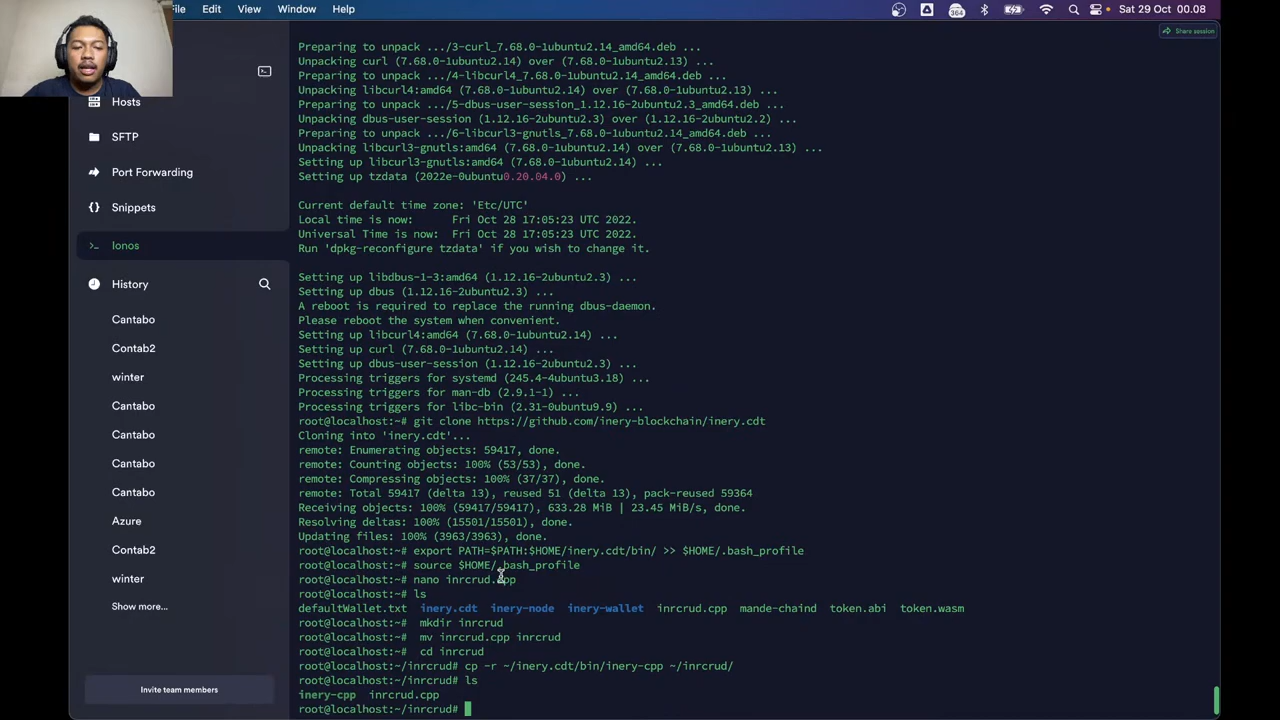 File Edit View Window Help
364
Sat 29 Oct 00.08
Share session
Hosts
SFTP
Port Forwarding
Snippets
Ionos
History
Cantabo
Contab2
winter
Cantabo
Cantabo
Cantabo
Cantabo
Azure
Contab2
winter
Show more...
Invite team members
Preparing to unpack .../3-curl_7.68.0-1ubuntu2.14_amd64.deb ...
Unpacking curl (7.68.0-1ubuntu2.14) over (7.68.0-1ubuntu2.13) ...
Preparing to unpack .../4-libcurl4_7.68.0-1ubuntu2.14_amd64.deb ...
Unpacking libcurl4:amd64 (7.68.0-1ubuntu2.14) over (7.68.0-1ubuntu2.13) ...
Preparing to unpack .../5-dbus-user-session_1.12.16-2ubuntu2.3_amd64.deb ...
Unpacking dbus-user-session (1.12.16-2ubuntu2.3) over (1.12.16-2ubuntu2.2) ...
Preparing to unpack .../6-libcurl3-gnutls_7.68.0-1ubuntu2.14_amd64.deb ...
Unpacking libcurl3-gnutls:amd64 (7.68.0-1ubuntu2.14) over (7.68.0-1ubuntu2.13) ...
Setting up libcurl3-gnutls:amd64 (7.68.0-1ubuntu2.14) ...
Setting up tzdata (2022e-0ubuntu0.20.04.0) ...
Current default time zone: 'Etc/UTC'
Local time is now:      Fri Oct 28 17:05:23 UTC 2022.
Universal Time is now:  Fri Oct 28 17:05:23 UTC 2022.
Run 'dpkg-reconfigure tzdata' if you wish to change it.
Setting up libdbus-1-3:amd64 (1.12.16-2ubuntu2.3) ...
Setting up dbus (1.12.16-2ubuntu2.3) ...
A reboot is required to replace the running dbus-daemon.
Please reboot the system when convenient.
Setting up libcurl4:amd64 (7.68.0-1ubuntu2.14) ...
Setting up curl (7.68.0-1ubuntu2.14) ...
Setting up dbus-user-session (1.12.16-2ubuntu2.3) ...
Processing triggers for systemd (245.4-4ubuntu3.18) ...
Processing triggers for man-db (2.9.1-1) ...
Processing triggers for libc-bin (2.31-0ubuntu9.9) ...
root@localhost:~# git clone https://github.com/inery-blockchain/inery.cdt
Cloning into 'inery.cdt'...
remote: Enumerating objects: 59417, done.
remote: Counting objects: 100% (53/53), done.
remote: Compressing objects: 100% (37/37), done.
remote: Total 59417 (delta 13), reused 51 (delta 13), pack-reused 59364
Receiving objects: 100% (59417/59417), 633.28 MiB | 23.45 MiB/s, done.
Resolving deltas: 100% (15501/15501), done.
Updating files: 100% (3963/3963), done.
root@localhost:~# export PATH=$PATH:$HOME/inery.cdt/bin/ >> $HOME/.bash_profile
root@localhost:~# source $HOME/.bash_profile
root@localhost:~# nano inrcrud.cpp
root@localhost:~# ls
defaultWallet.txt  inery.cdt  inery-node  inery-wallet  inrcrud.cpp  mande-chaind  token.abi  token.wasm
root@localhost:~#  mkdir inrcrud
root@localhost:~#  mv inrcrud.cpp inrcrud
root@localhost:~#  cd inrcrud
root@localhost:~/inrcrud# cp -r ~/inery.cdt/bin/inery-cpp ~/inrcrud/
root@localhost:~/inrcrud# ls
inery-cpp  inrcrud.cpp
root@localhost:~/inrcrud#